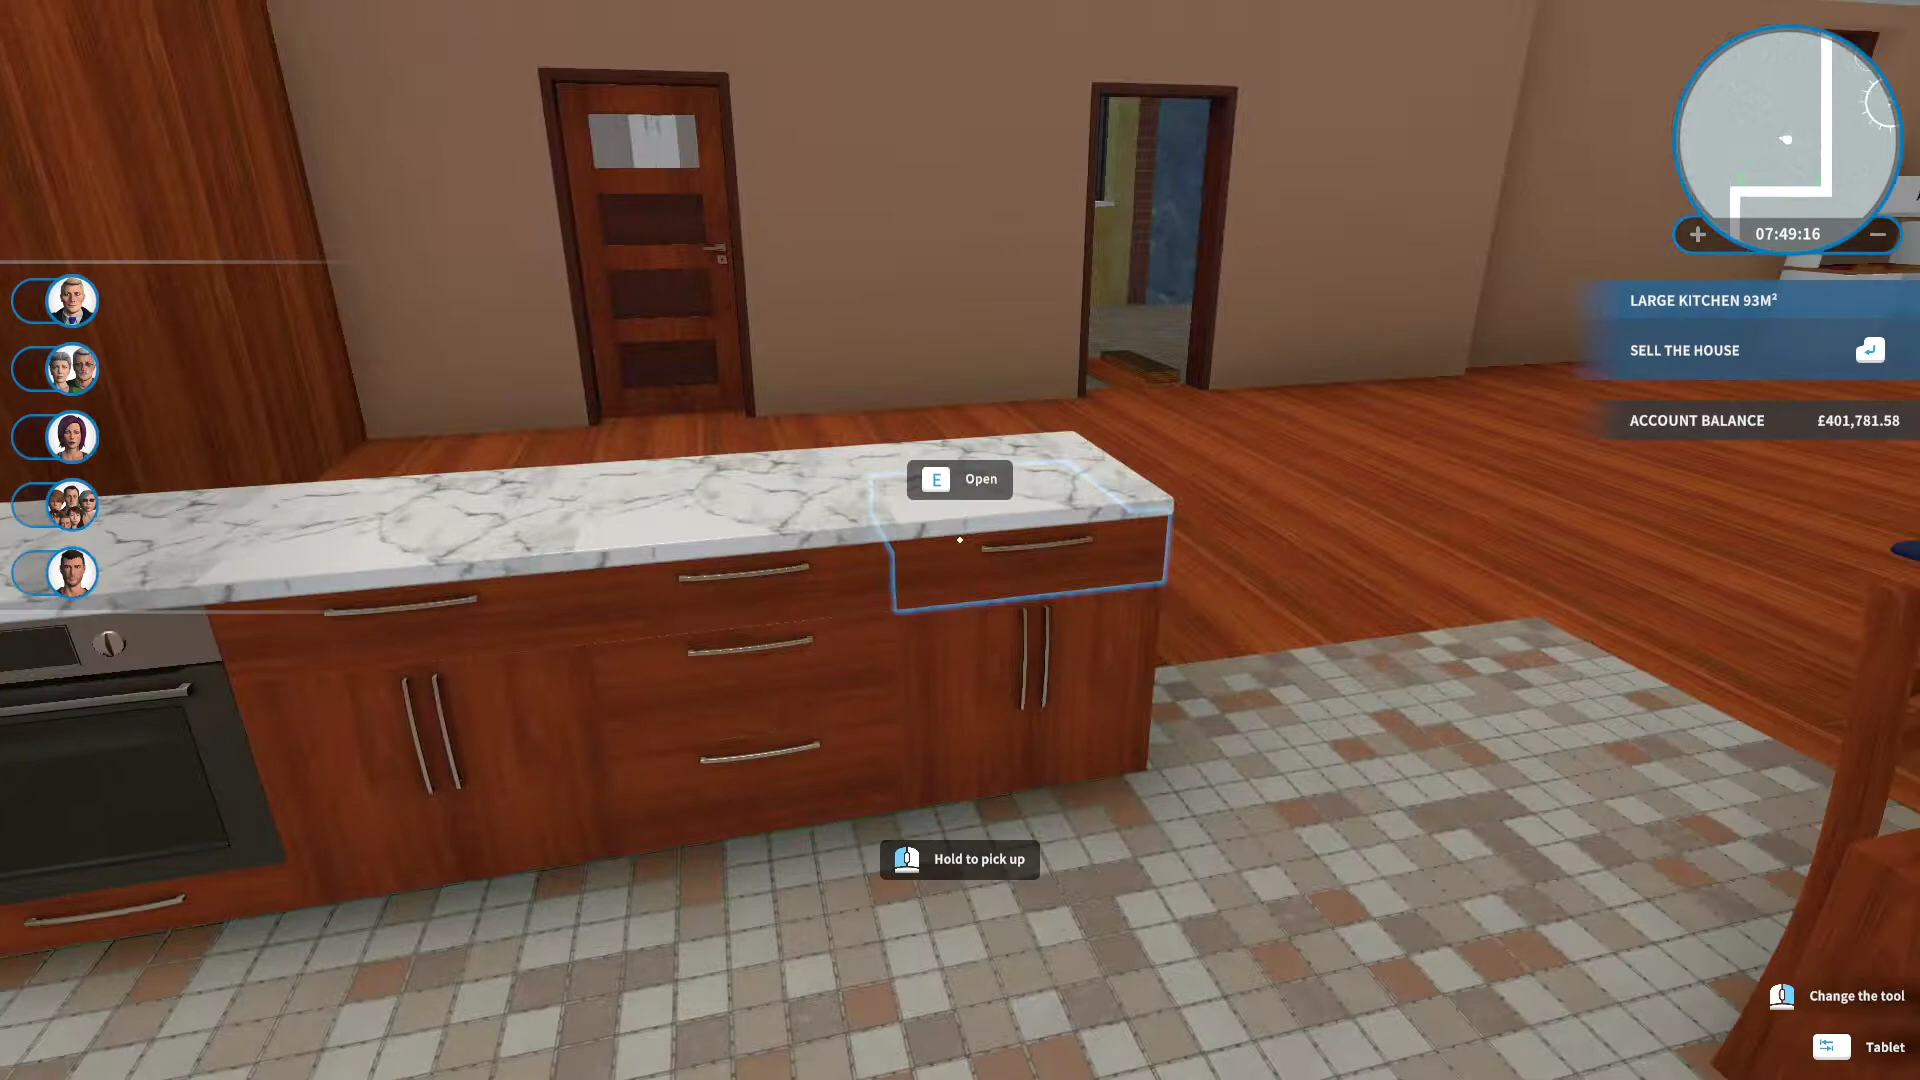 07:49:16
LARGE KITCHEN 93M²
SELL THE HOUSE
ACCOUNT BALANCE £401,781.58
E Open
Hold to pick up
Change the tool
Tablet